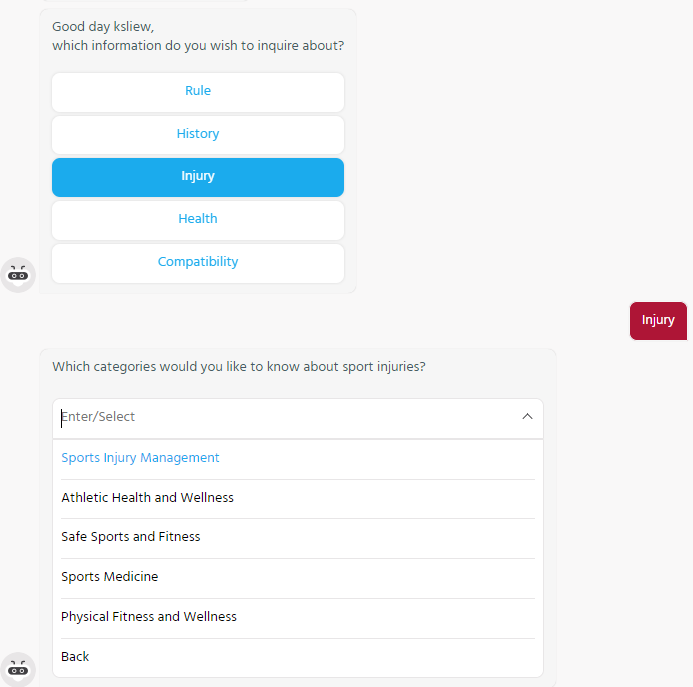 Good day ksliew,
which information do you wish to inquire about?
Rule
History
Injury
Health
Compatibility
Injury
Which categories would you like to know about sport injuries?
Enter/Select
Sports Injury Management
Athletic Health and Wellness
Safe Sports and Fitness
Sports Medicine
Physical Fitness and Wellness
Back